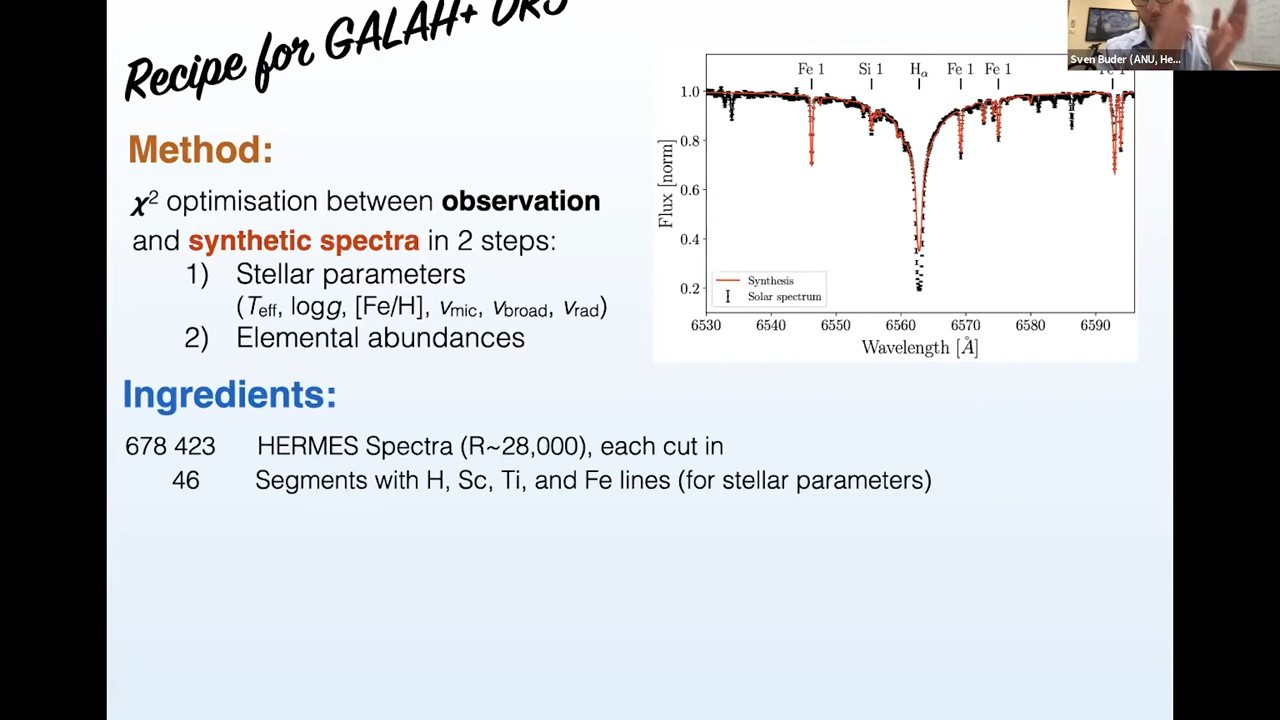 Recipe for GALAH+ DR3
Sven Buder (ANU, He...
Method:
χ² optimisation between observation
and synthetic spectra in 2 steps:
1) Stellar parameters
(Teff, logg, [Fe/H], vmic, vbroad, vrad)
2) Elemental abundances
Fe 1 Si 1 Hα Fe 1 Fe 1 Fe 1
1.0
0.8
0.6
0.4
0.2
Flux [norm]
Synthesis
Solar spectrum
6530 6540 6550 6560 6570 6580 6590
Wavelength [Å]
Ingredients:
678 423 HERMES Spectra (R~28,000), each cut in
46 Segments with H, Sc, Ti, and Fe lines (for stellar parameters)